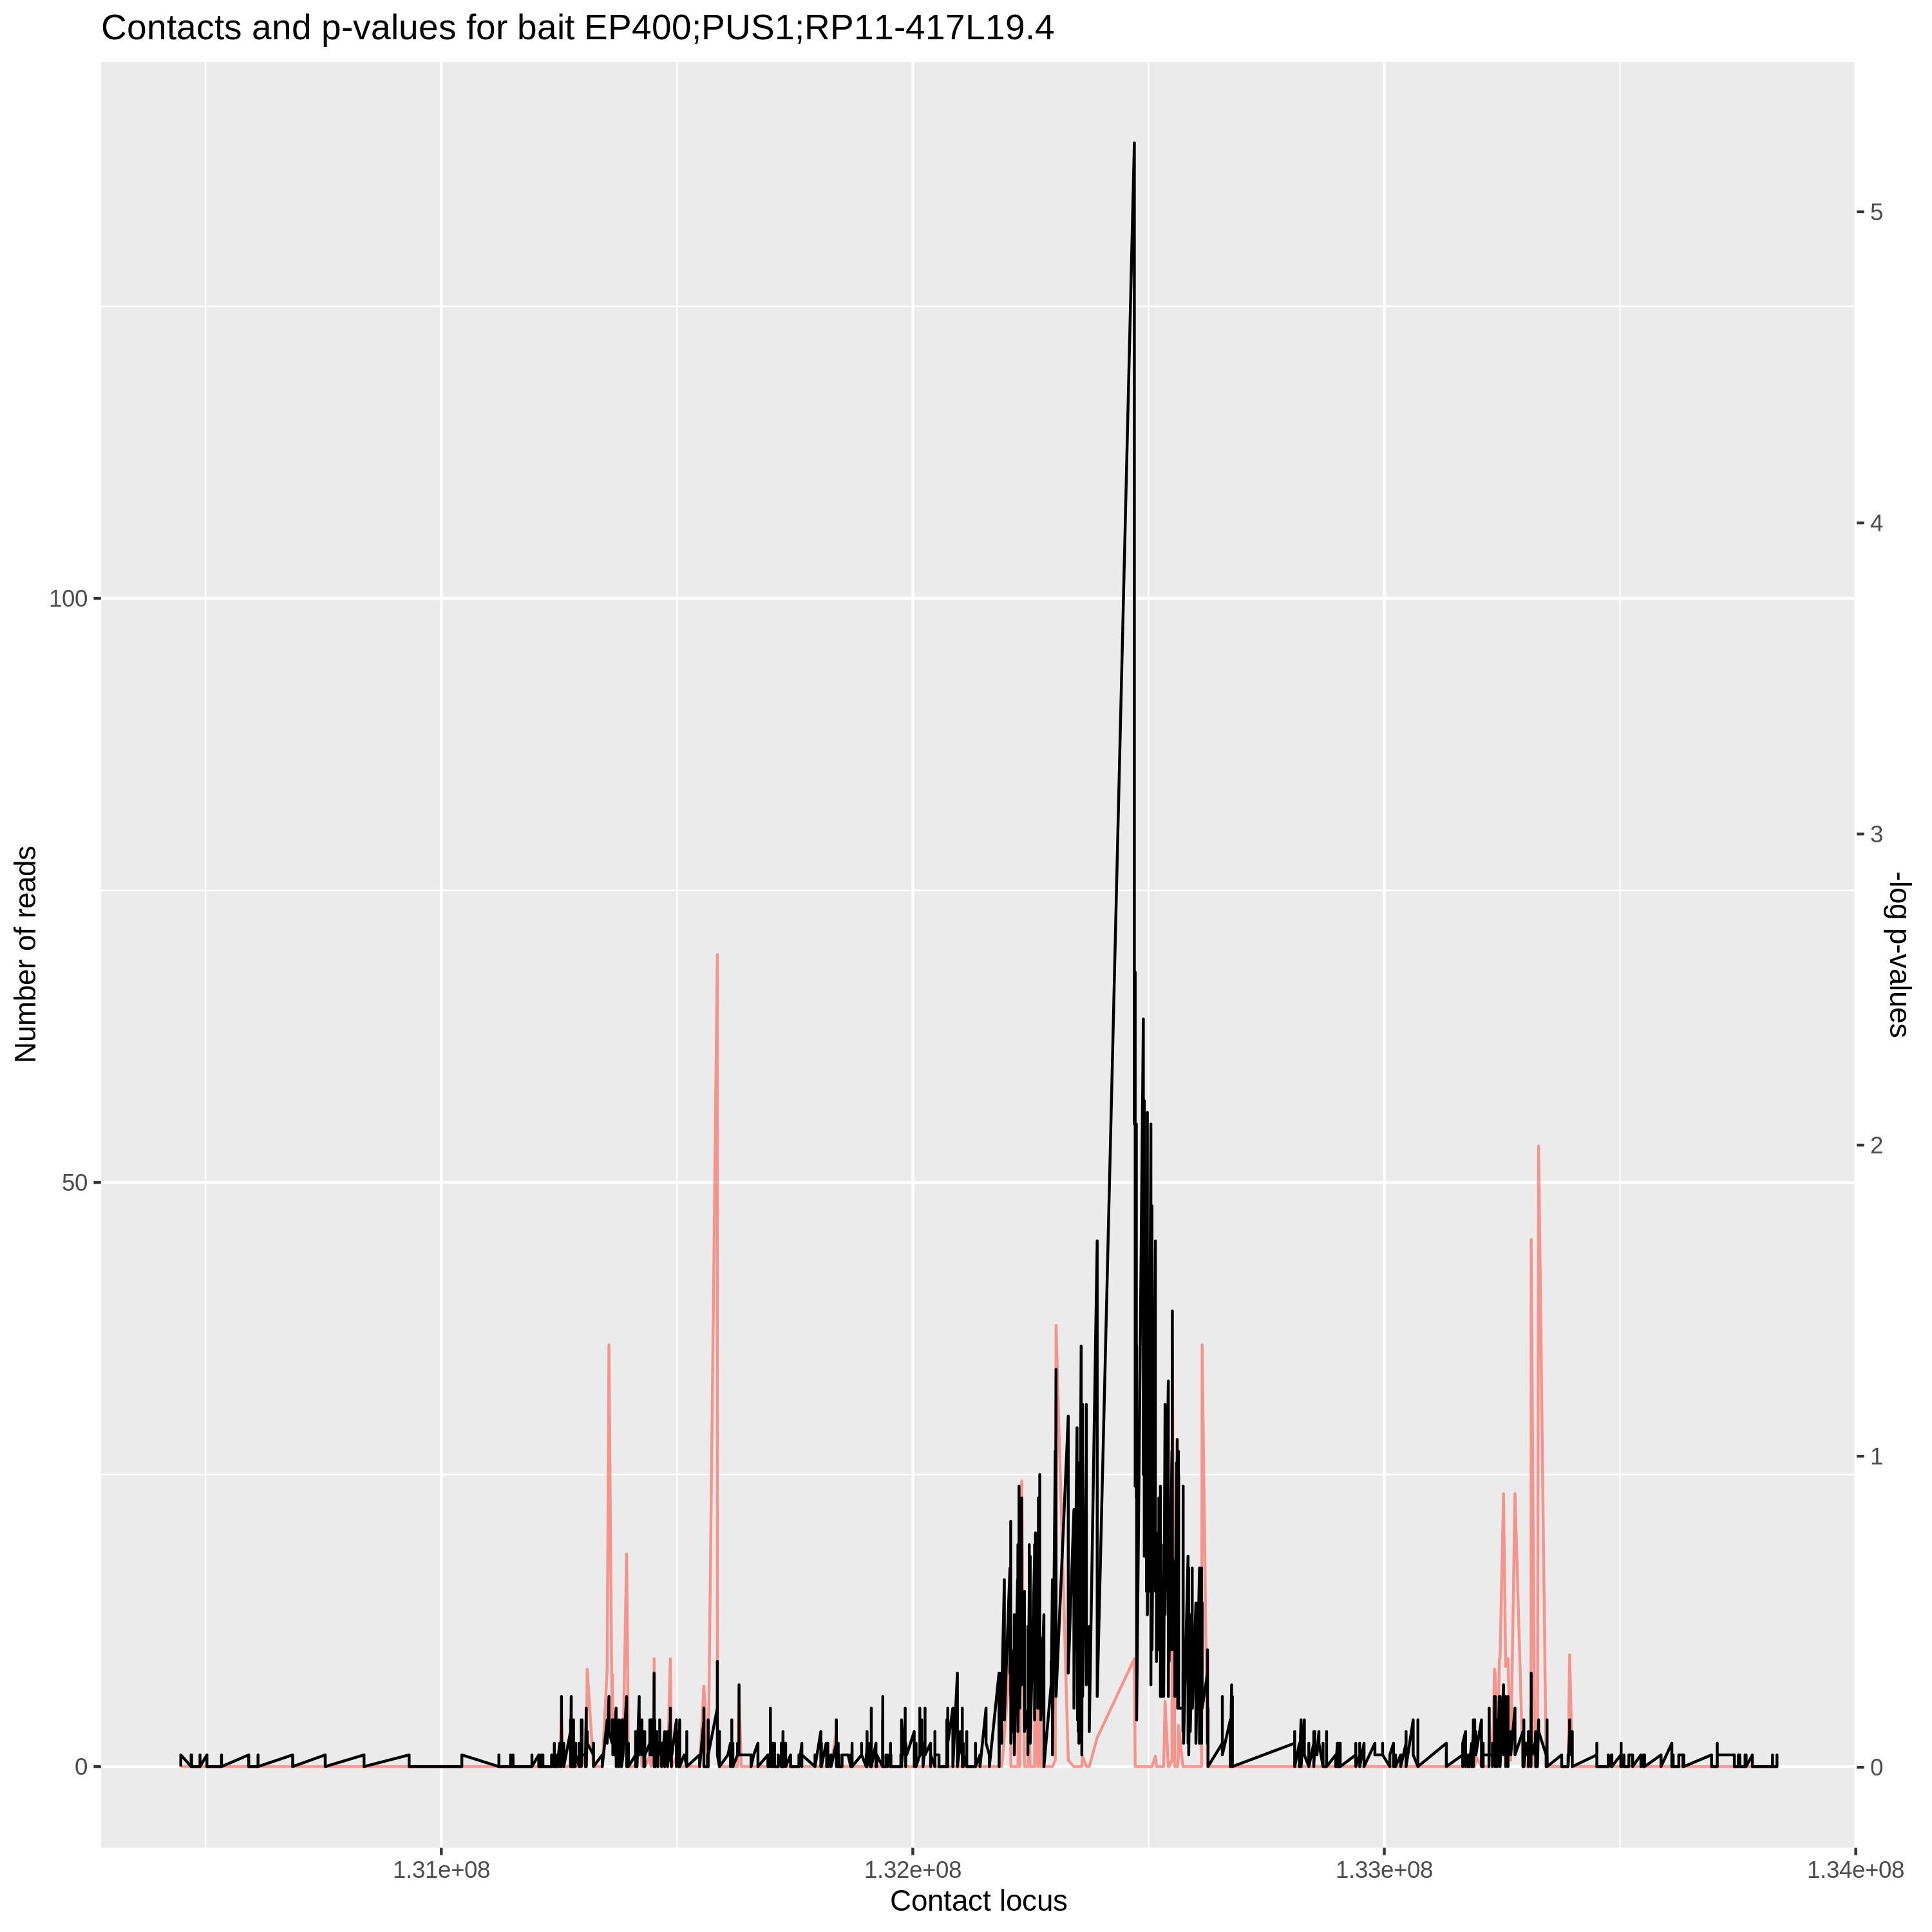 Contacts and p-values for bait EP400;PUS1;RP11-417L19.4
Number of reads
100
50
0
5
4
3
2
1
0
-log p-values
1.31e+08
1.32e+08
1.33e+08
1.34e+08
Contact locus